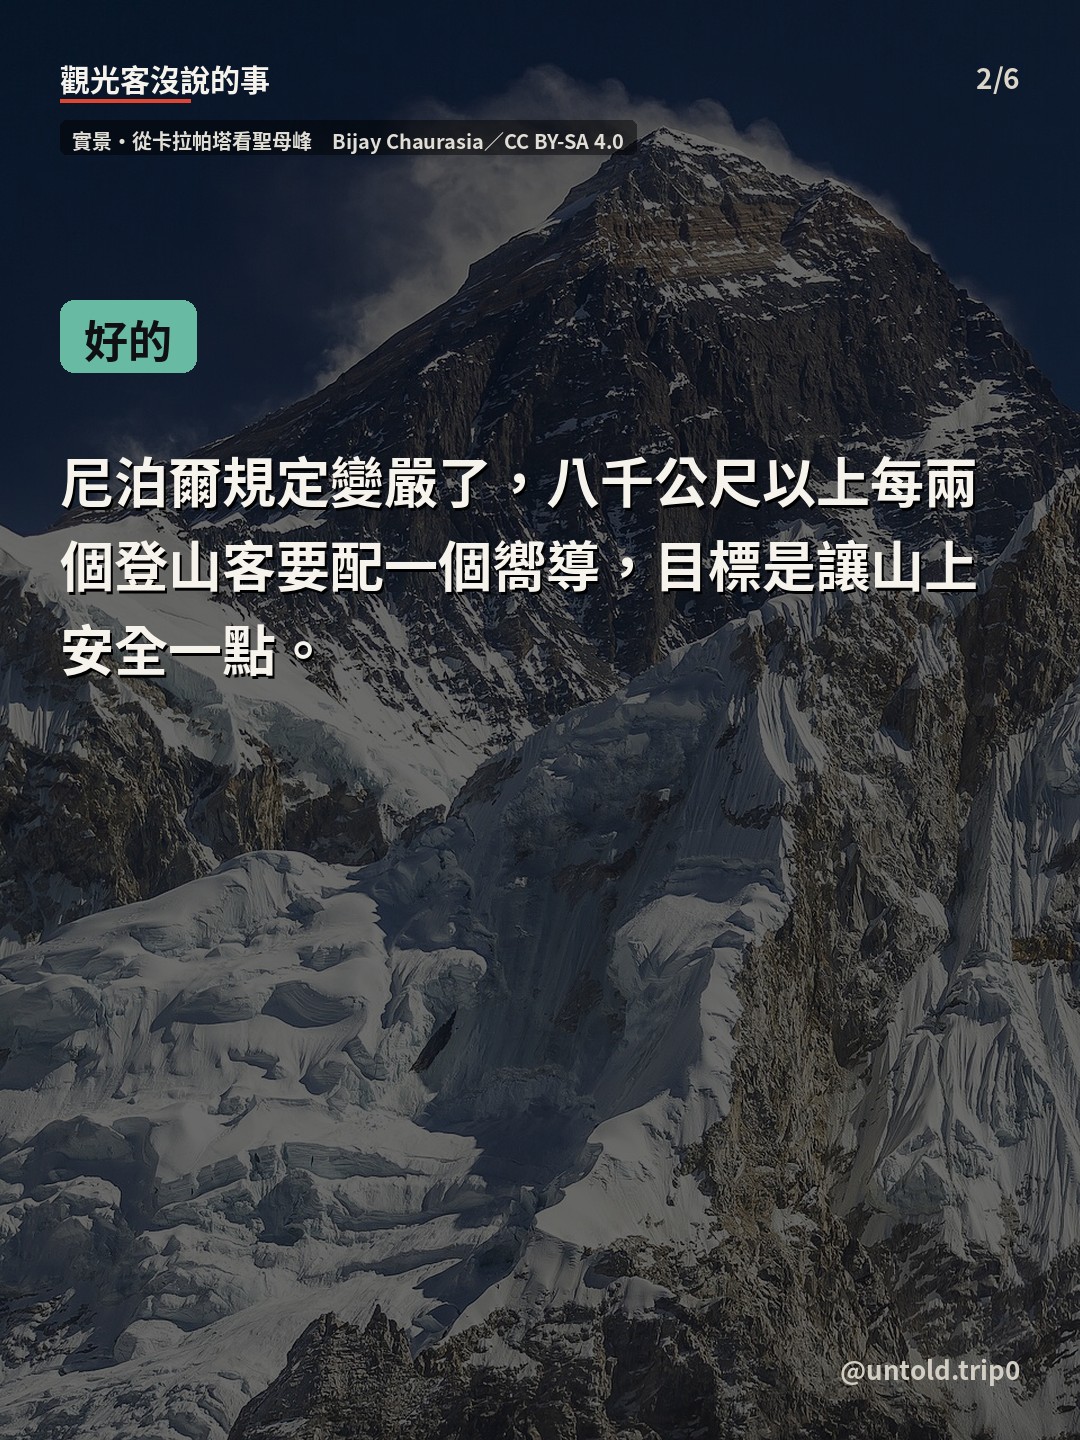 觀光客沒說的事
2/6
實景・從卡拉帕塔看聖母峰 Bijay Chaurasia／CC BY-SA 4.0
好的
尼泊爾規定變嚴了，八千公尺以上每兩
個登山客要配一個嚮導，目標是讓山上
安全一點。
@untold.trip0